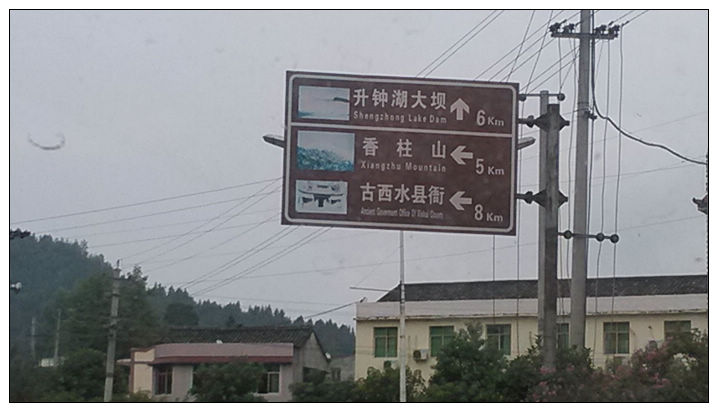 升钟湖大坝
Shengzhong Lake Dam
6 Km
香柱山
Xiangzhu Mountain
5 Km
古西水县衙
Ancient Government Office Of Xishui County
8 Km